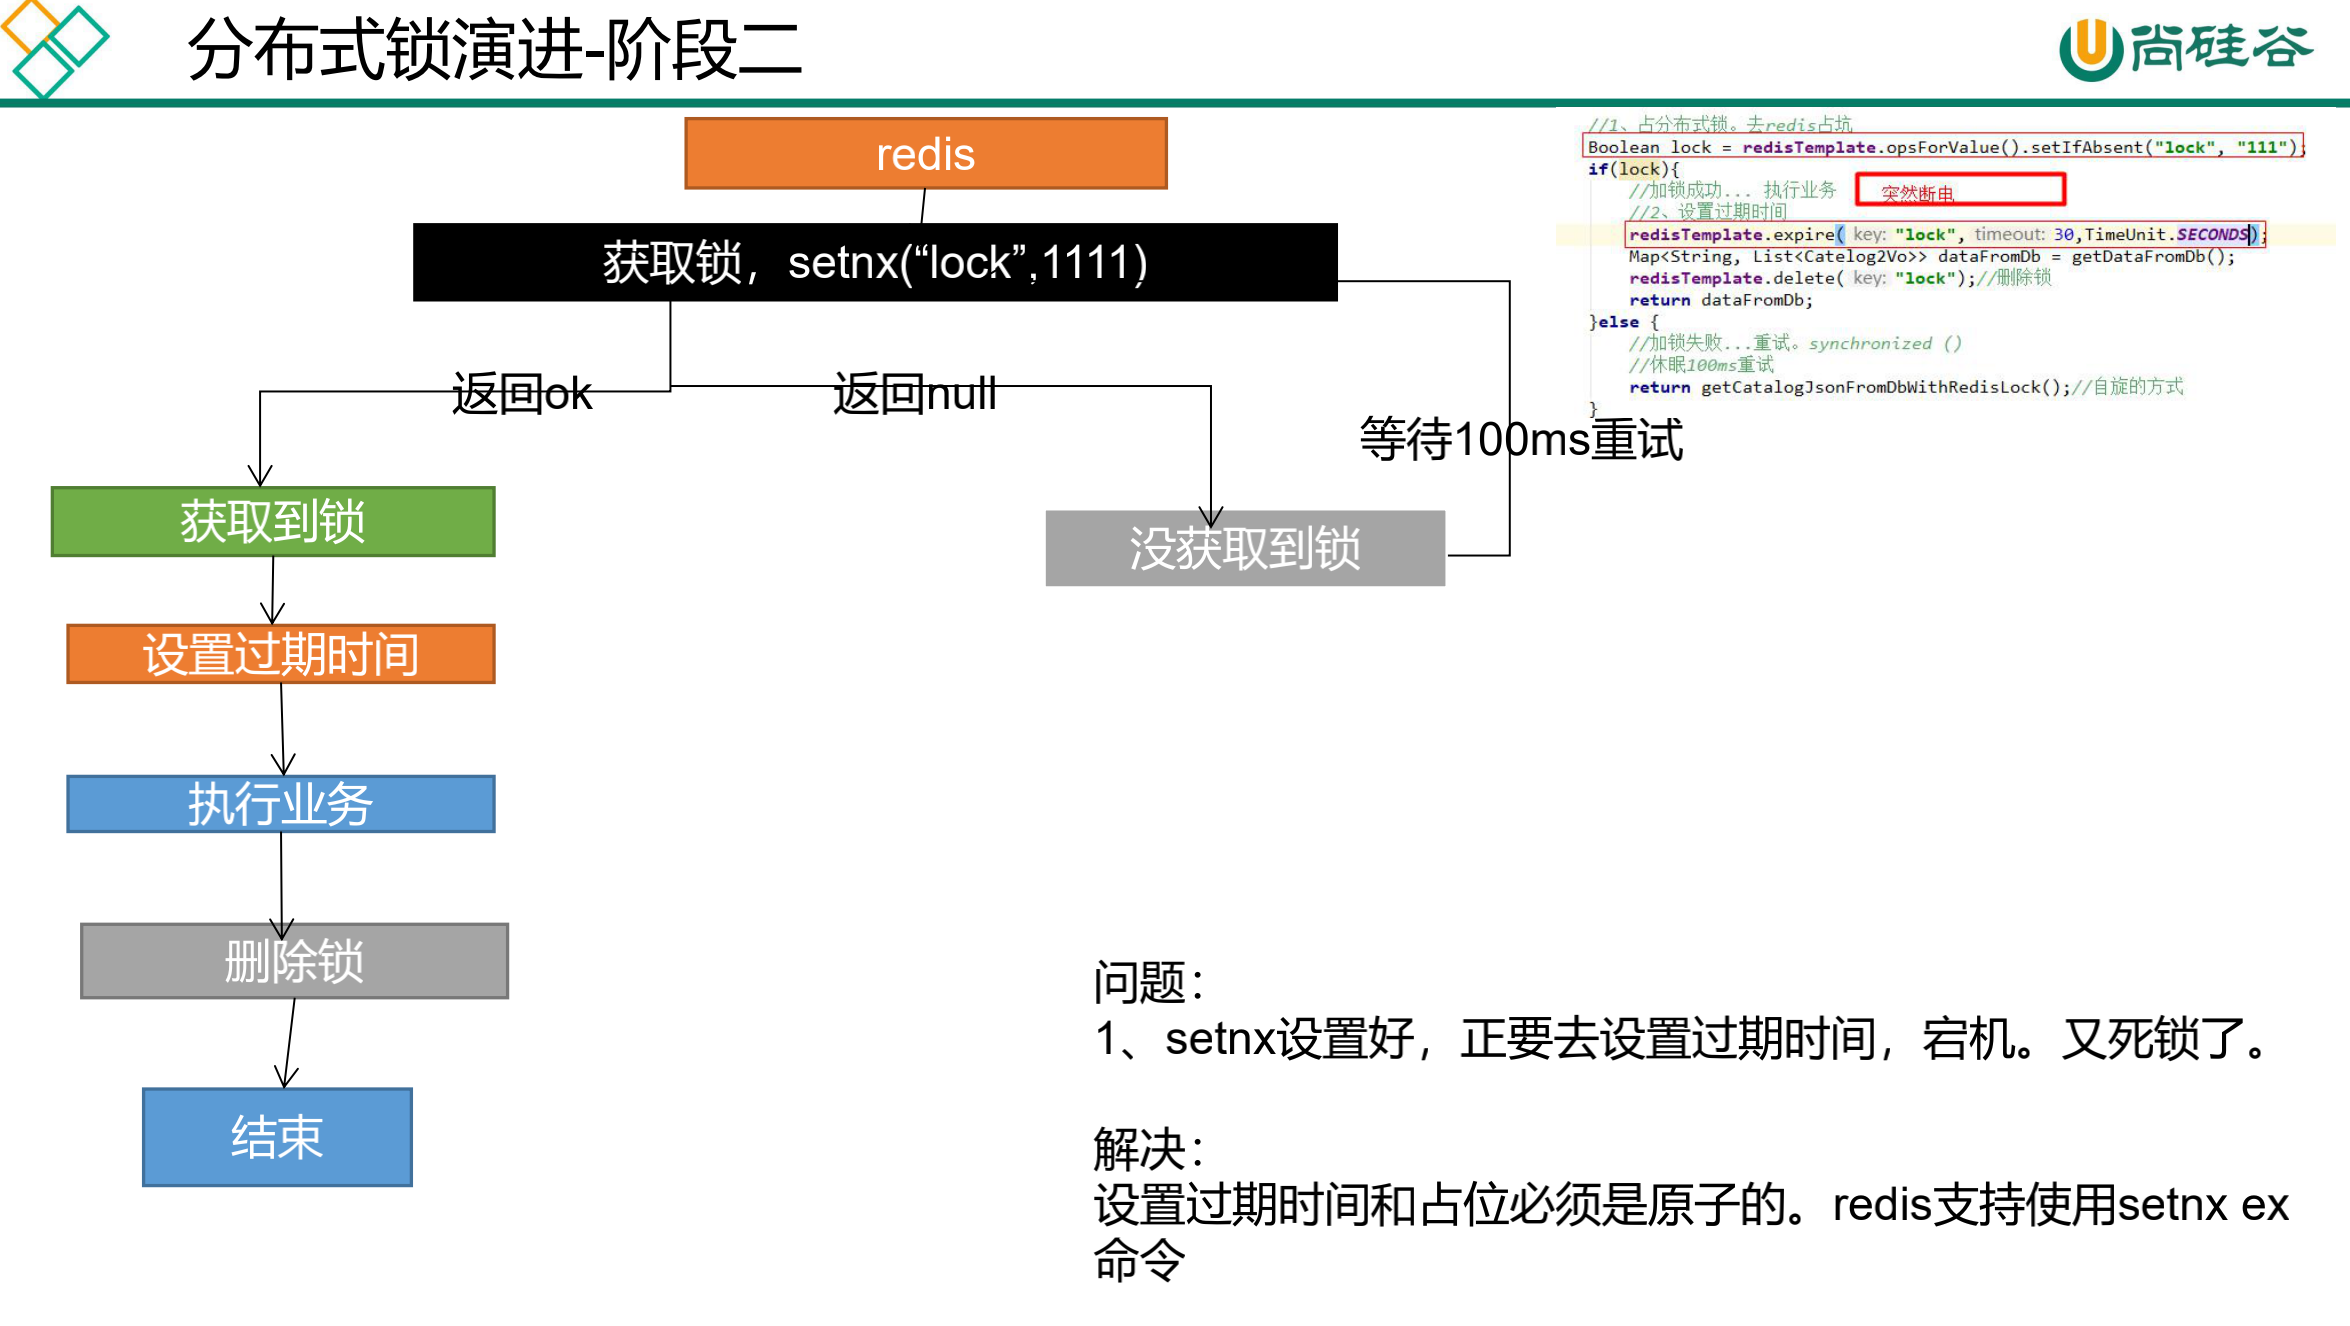 分布式锁演进-阶段二
尚硅谷
redis
获取锁，setnx(“lock”,1111)
返回ok
返回null
等待100ms重试
获取到锁
没获取到锁
设置过期时间
执行业务
删除锁
结束
//1、占分布式锁。去redis占坑
Boolean lock = redisTemplate.opsForValue().setIfAbsent("lock", "111");
if(lock){
//加锁成功... 执行业务
突然断电
//2、设置过期时间
redisTemplate.expire( key: "lock", timeout: 30,TimeUnit.SECONDS);
Map<String, List<Catelog2Vo>> dataFromDb = getDataFromDb();
redisTemplate.delete( key: "lock");//删除锁
return dataFromDb;
}else {
//加锁失败...重试。synchronized ()
//休眠100ms重试
return getCatalogJsonFromDbWithRedisLock();//自旋的方式
}
问题：
1、setnx设置好，正要去设置过期时间，宕机。又死锁了。
解决：
设置过期时间和占位必须是原子的。redis支持使用setnx ex
命令